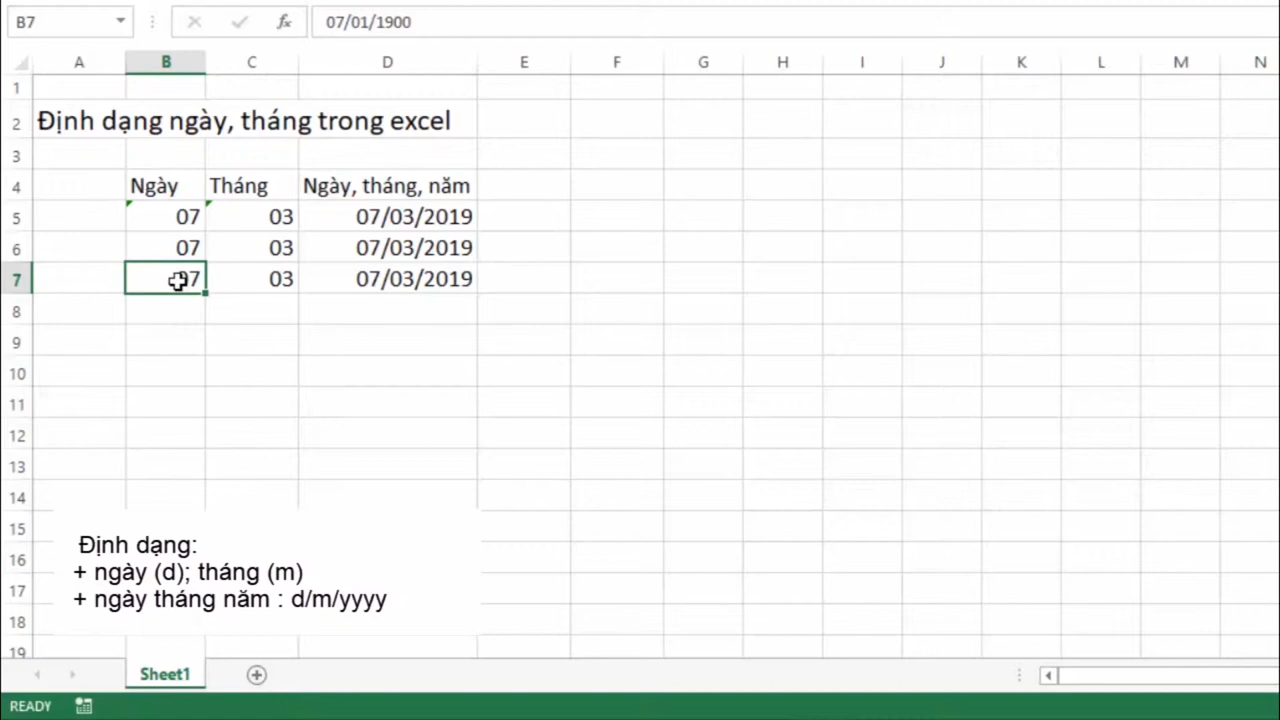 B7 fx 07/01/1900
A B C D E F G H I J K L M N
1
2 Định dạng ngày, tháng trong excel
3
4 Ngày Tháng Ngày, tháng, năm
5 07 03 07/03/2019
6 07 03 07/03/2019
7 07 03 07/03/2019
8
9
10
11
12
13
14
15
16
17
18
19
Định dạng:
+ ngày (d); tháng (m)
+ ngày tháng năm : d/m/yyyy
Sheet1
READY